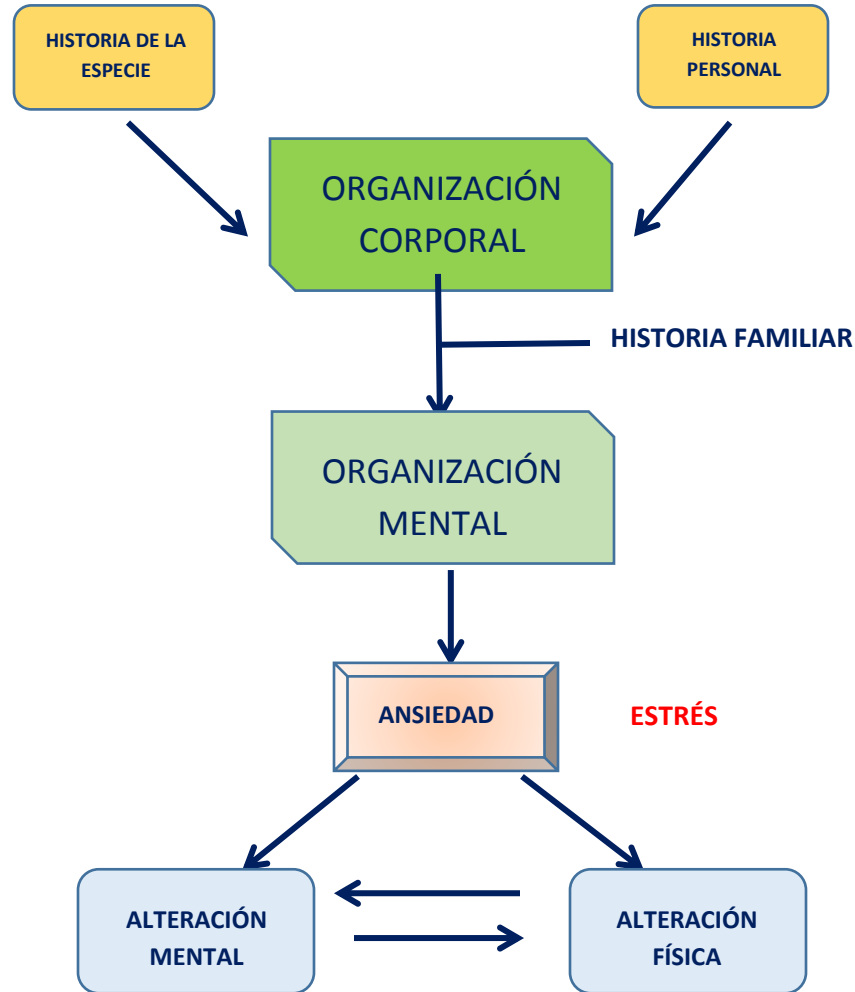 HISTORIA DE LA
ESPECIE
HISTORIA
PERSONAL
ORGANIZACIÓN
CORPORAL
HISTORIA FAMILIAR
ORGANIZACIÓN
MENTAL
ANSIEDAD
ESTRÉS
ALTERACIÓN
MENTAL
ALTERACIÓN
FÍSICA